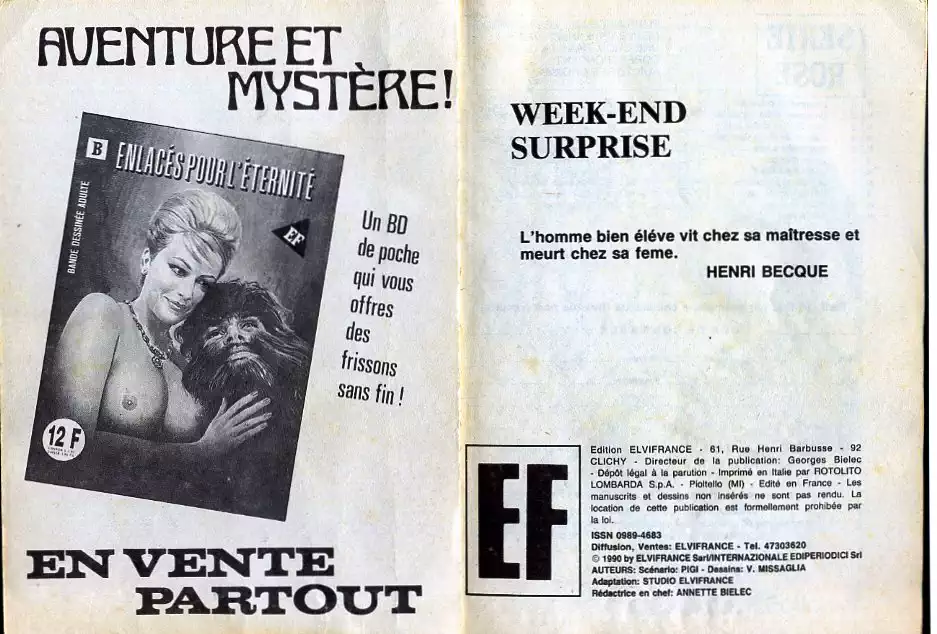 AVENTURE ET
MYSTÈRE!
B
ENLACÉS POUR L'ÉTERNITÉ
BANDE DESSINÉE ADULTE
EF
12 F
Un BD
de poche
qui vous
offres
des
frissons
sans fin !
EN VENTE
PARTOUT
WEEK-END
SURPRISE
L'homme bien éléve vit chez sa maîtresse et
meurt chez sa feme.
HENRI BECQUE
EF
Edition ELVIFRANCE - 61, Rue Henri Barbusse - 92
CLICHY - Directeur de la publication: Georges Bielec
- Dépôt légal à la parution - Imprimé en Italie par ROTOLITO
LOMBARDA S.p.A. - Pioltello (MI) - Edité en France - Les
manuscrits et dessins non insérés ne sont pas rendu. La
location de cette publication est formellement prohibée par
la loi.
ISSN 0989-4683
Diffusion, Ventes: ELVIFRANCE - Tel. 47303620
© 1990 by ELVIFRANCE Sarl/INTERNAZIONALE EDIPERIODICI Srl
AUTEURS: Scénario: PIGI - Dessins: V. MISSAGLIA
Adaptation: STUDIO ELVIFRANCE
Rédactrice en chef: ANNETTE BIELEC